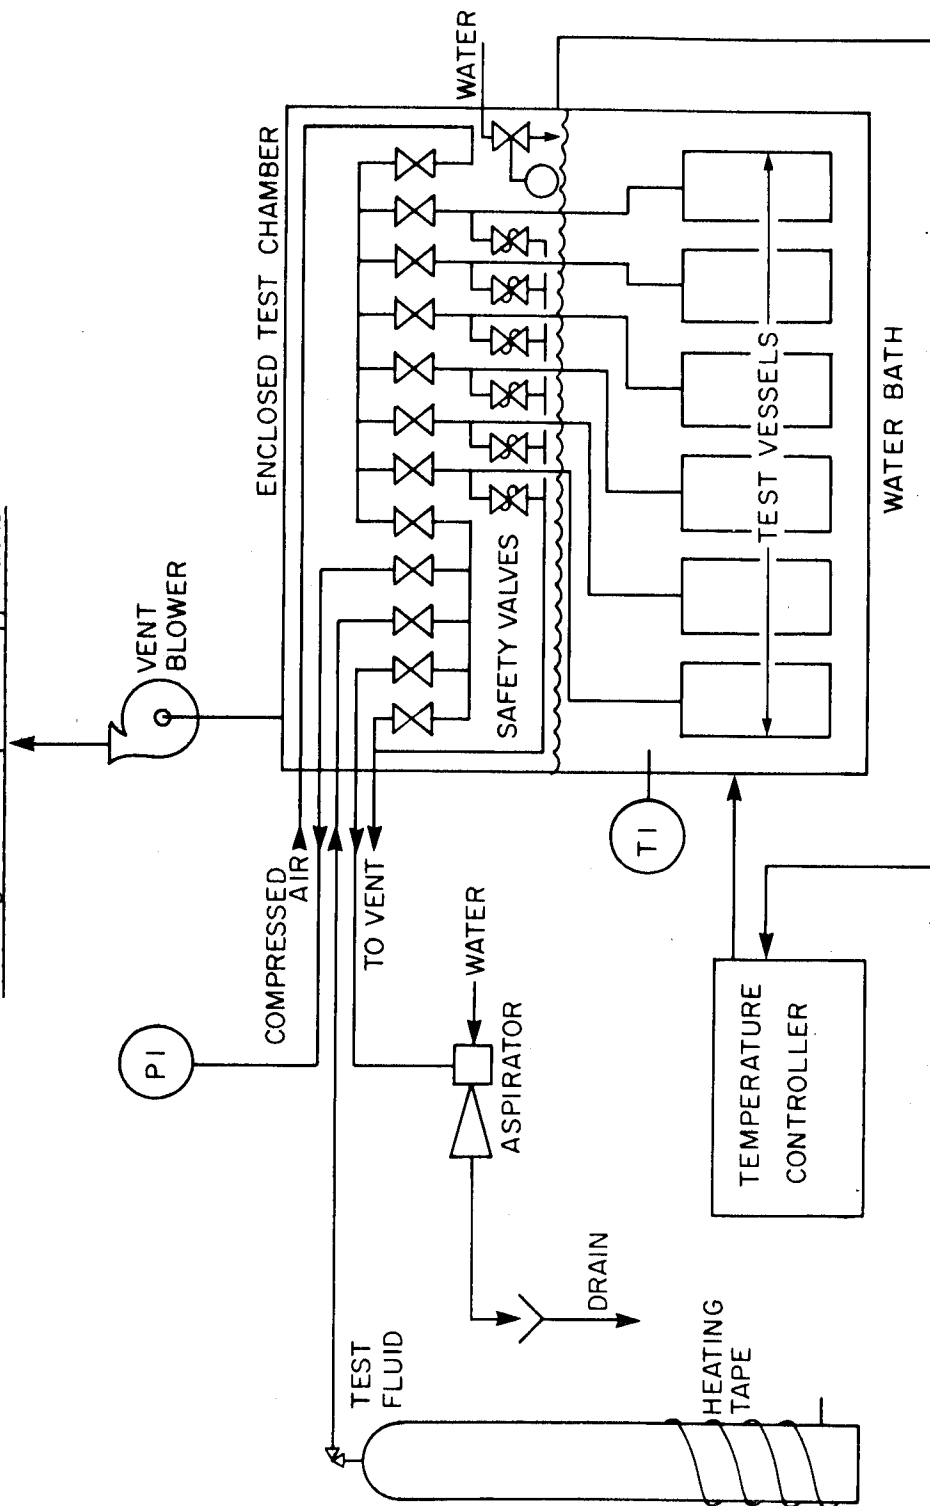 VENT
BLOWER
ENCLOSED TEST CHAMBER
WATER
SAFETY VALVES
TEST VESSELS
WATER BATH
COMPRESSED
AIR
TO VENT
PI
TI
WATER
ASPIRATOR
TEMPERATURE
CONTROLLER
DRAIN
TEST
FLUID
HEATING
TAPE